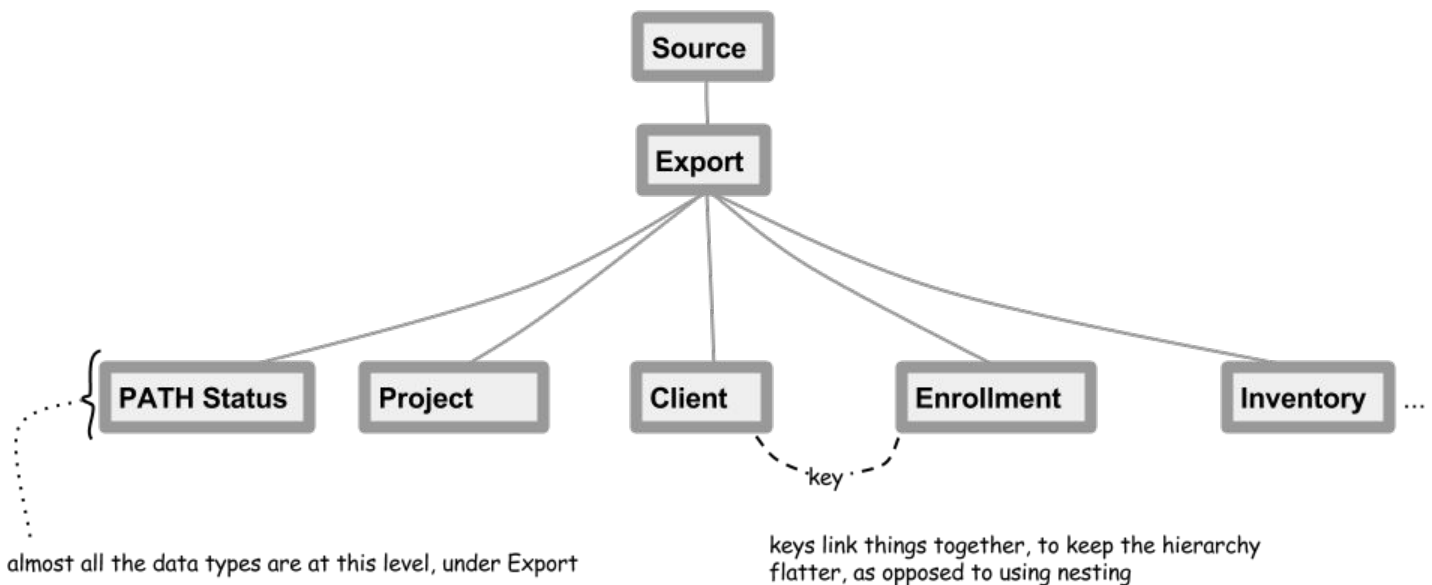 Source
Export
PATH Status
Project
Client
Enrollment
Inventory
...
key
almost all the data types are at this level, under Export
keys link things together, to keep the hierarchy
flatter, as opposed to using nesting